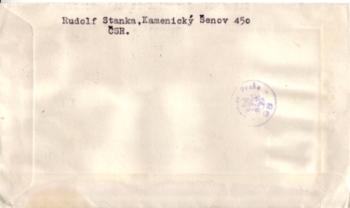 Rudolf Stanka,Kamenický Šenov 450
ČSR.